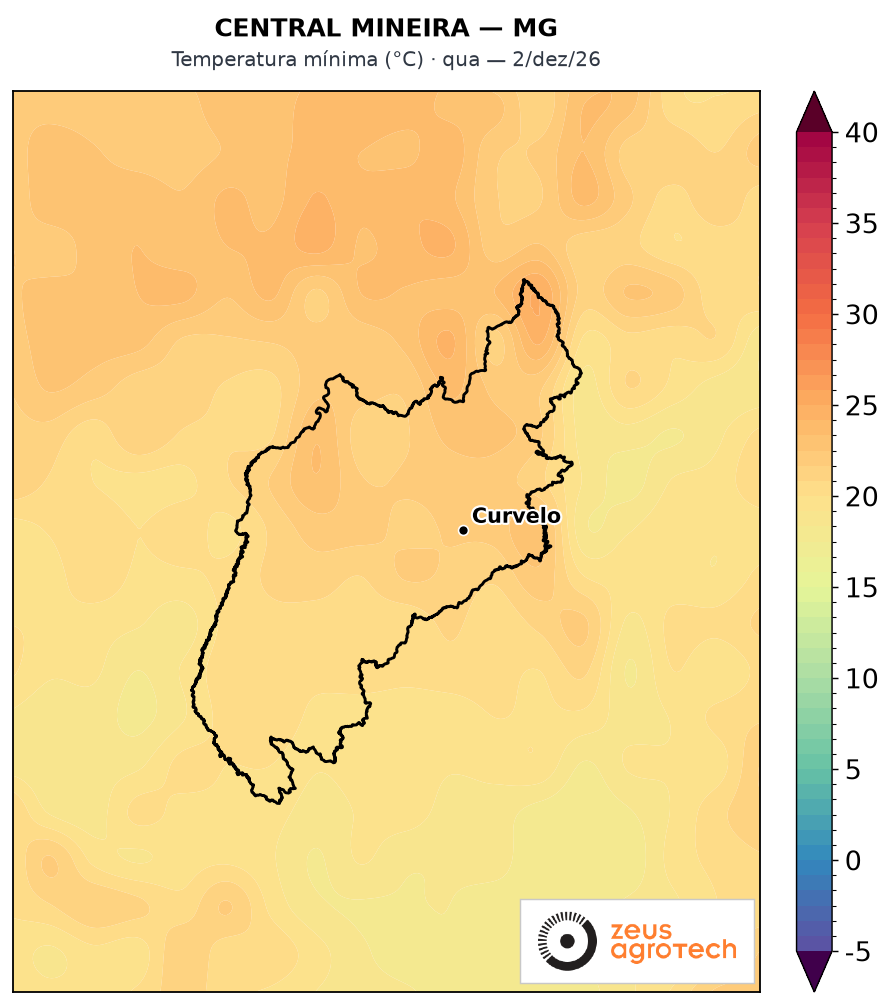 CENTRAL MINEIRA — MG
Temperatura mínima (°C) · qua — 2/dez/26
40
35
30
25
20
15
10
5
0
-5
Curvelo
zeus
agrotech